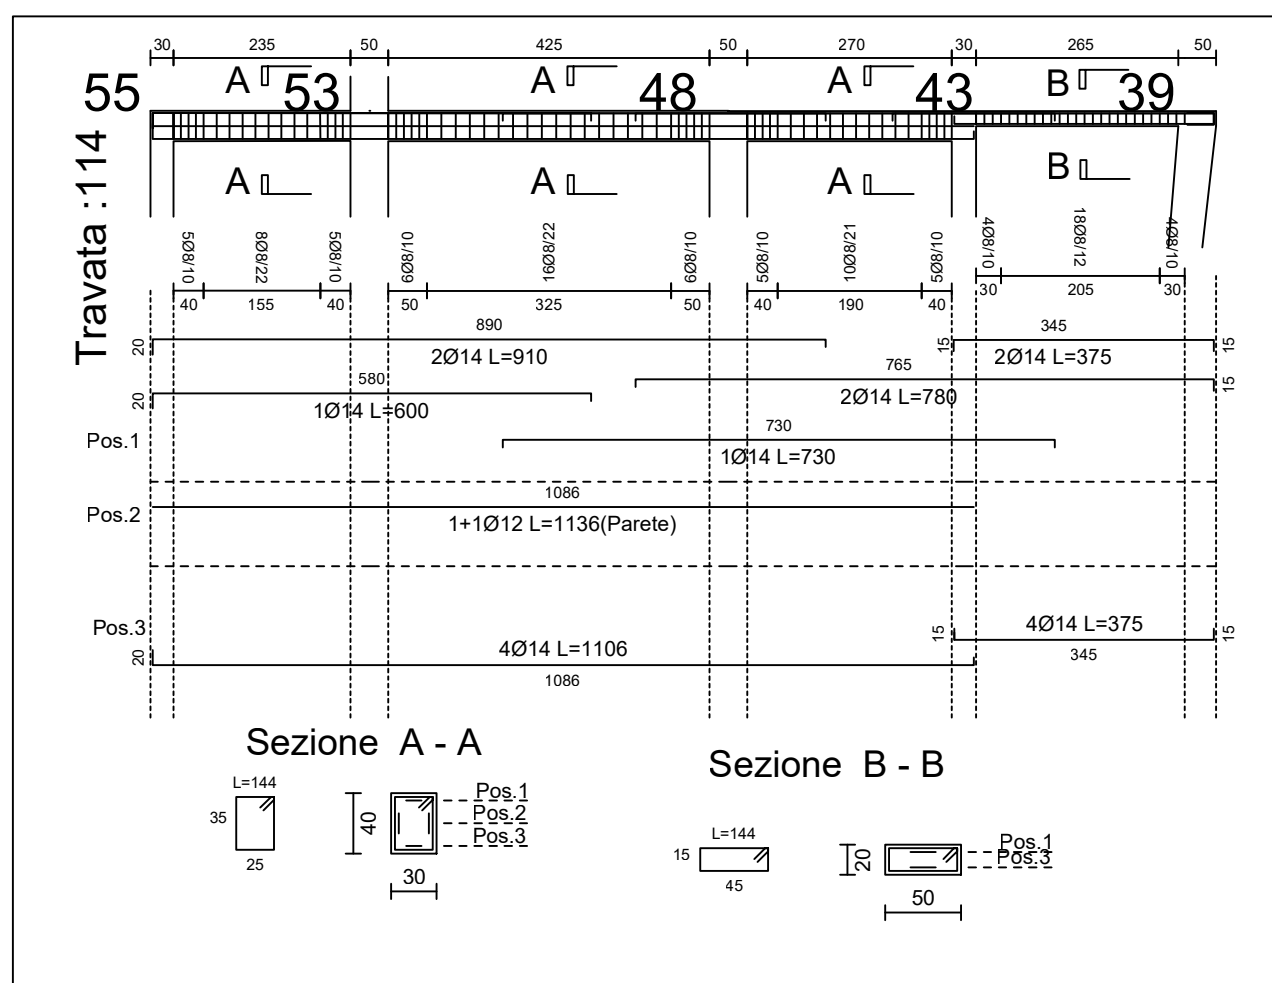 30 235 50 425 50 270 30 265 50
A A A B
55 53 48 43 39
Travata :114
A A A B
5Ø8/10 8Ø8/22 5Ø8/10 6Ø8/10 16Ø8/22 6Ø8/10 5Ø8/10 10Ø8/21 5Ø8/10 4Ø8/10 18Ø8/12 4Ø8/10
40 155 40 50 325 50 40 190 40 30 205 30
890 345
20 15 15
2Ø14 L=910 2Ø14 L=375
580 765
20 15
1Ø14 L=600 2Ø14 L=780
730
Pos.1
1Ø14 L=730
1086
Pos.2
1+1Ø12 L=1136(Parete)
Pos.3
15 4Ø14 L=375 15
20 4Ø14 L=1106 345
1086
Sezione A - A
L=144
35
25
40
30
Pos.1
Pos.2
Pos.3
Sezione B - B
L=144
15
45
20
50
Pos.1
Pos.3